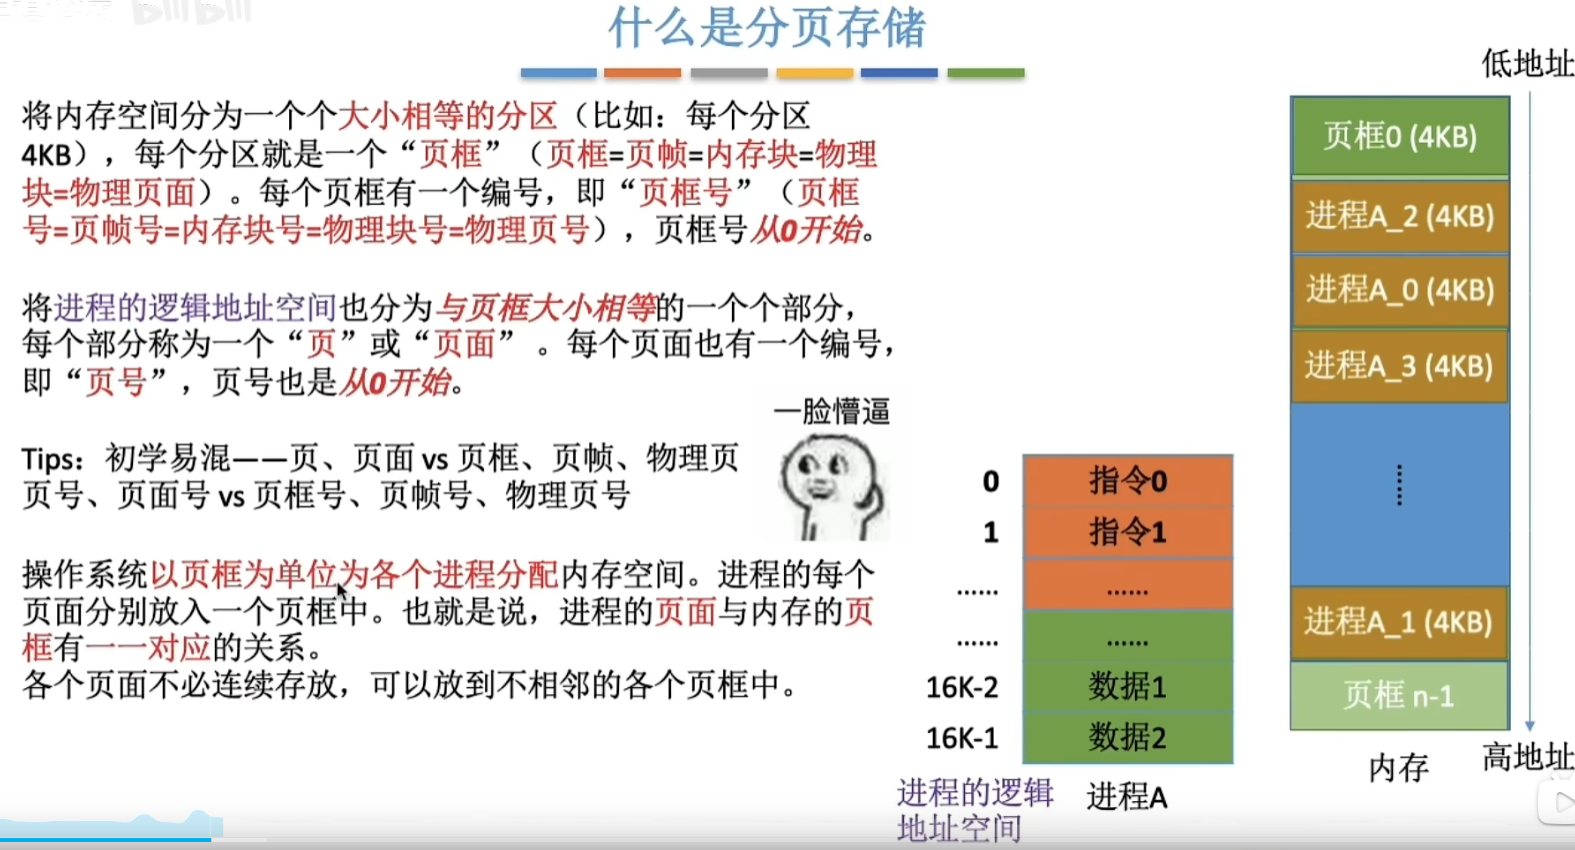 什么是分页存储
低地址
将内存空间分为一个个大小相等的分区（比如：每个分区
4KB），每个分区就是一个“页框”（页框=页帧=内存块=物理
块=物理页面）。每个页框有一个编号，即“页框号”（页框
号=页帧号=内存块号=物理块号=物理页号），页框号从0开始。
将进程的逻辑地址空间也分为与页框大小相等的一个个部分，
每个部分称为一个“页”或“页面” 。每个页面也有一个编号，
即“页号”，页号也是从0开始。
一脸懵逼
Tips：初学易混——页、页面 vs 页框、页帧、物理页
页号、页面号 vs 页框号、页帧号、物理页号
操作系统以页框为单位为各个进程分配内存空间。进程的每个
页面分别放入一个页框中。也就是说，进程的页面与内存的页
框有一一对应的关系。
各个页面不必连续存放，可以放到不相邻的各个页框中。
0 指令0
1 指令1
...... ......
...... ......
16K-2 数据1
16K-1 数据2
进程的逻辑
地址空间
进程A
页框0 (4KB)
进程A_2 (4KB)
进程A_0 (4KB)
进程A_3 (4KB)
......
进程A_1 (4KB)
页框 n-1
内存
高地址
bilibili